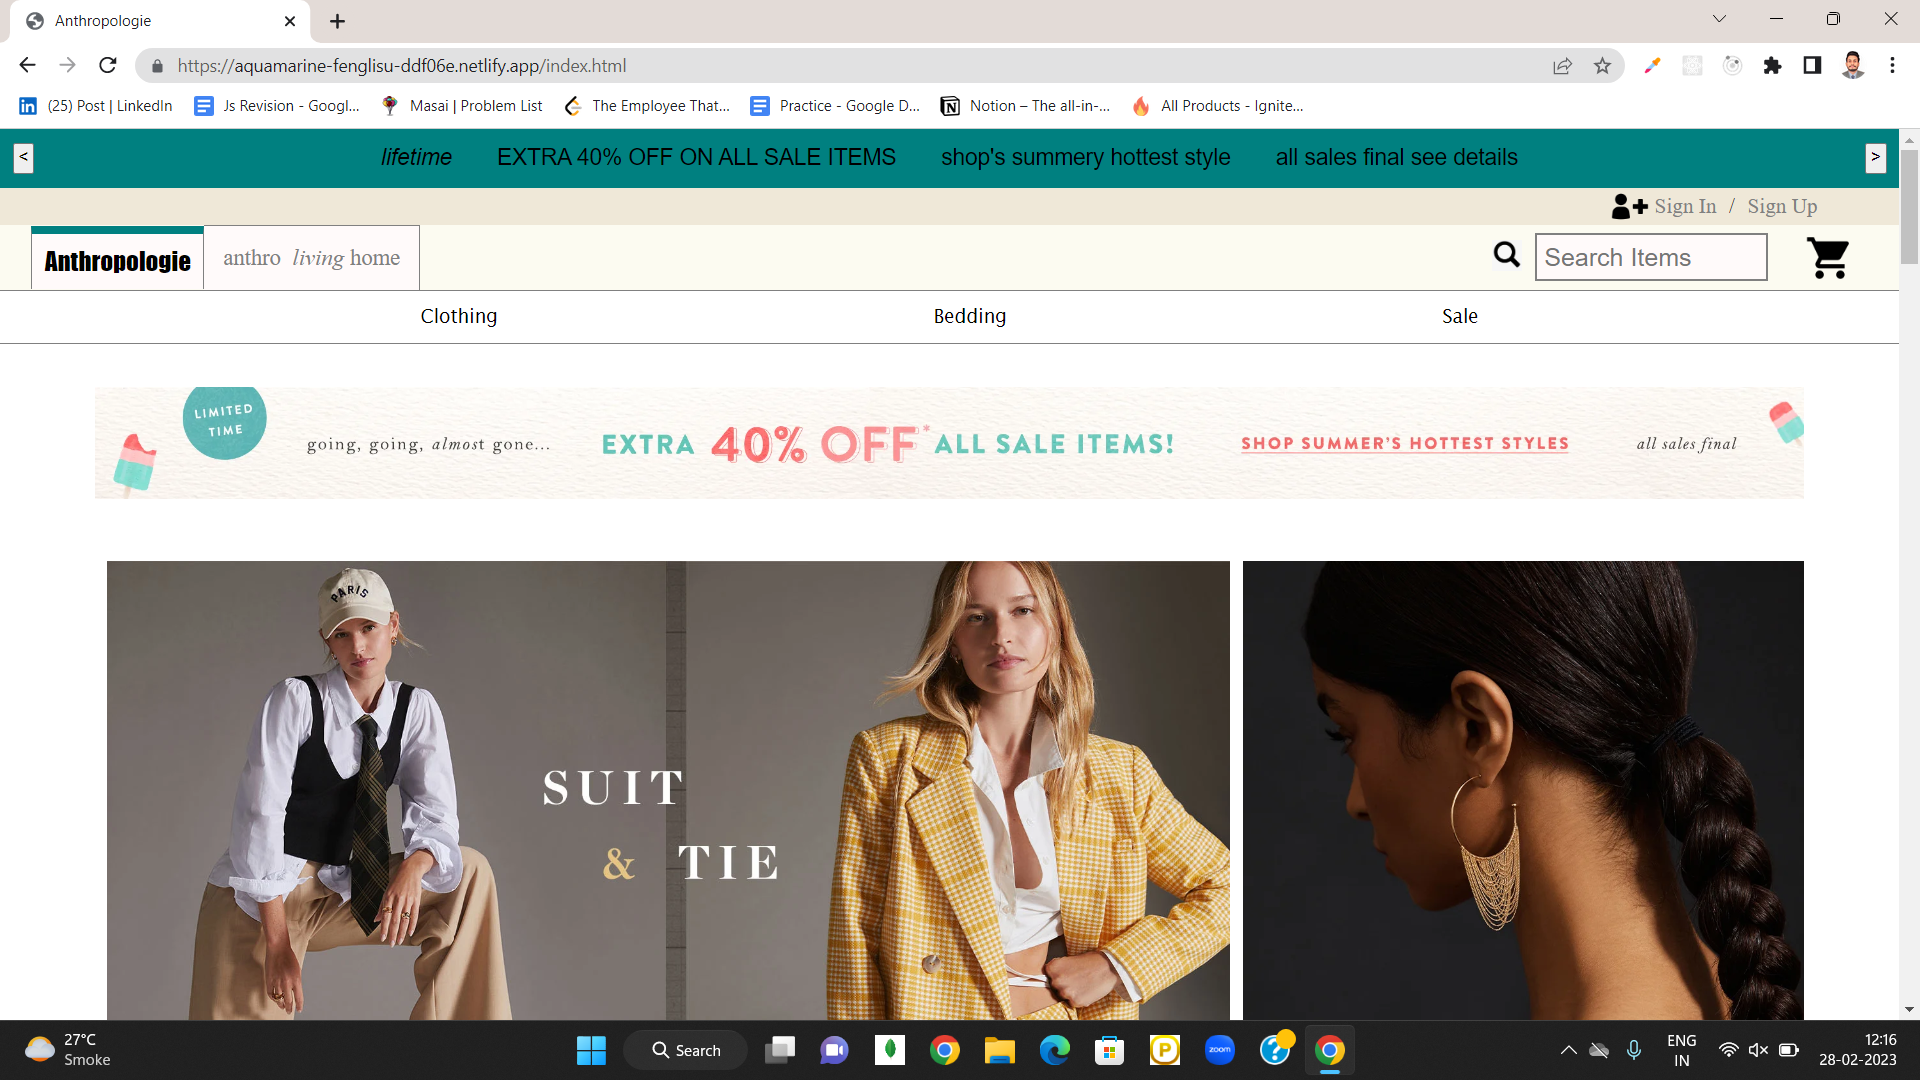 Anthropologie
https://aquamarine-fenglisu-ddf06e.netlify.app/index.html
(25) Post | LinkedIn Js Revision - Googl... Masai | Problem List The Employee That... Practice - Google D... Notion – The all-in-... All Products - Ignite...
< lifetime EXTRA 40% OFF ON ALL SALE ITEMS shop's summery hottest style all sales final see details >
Sign In / Sign Up
Anthropologie anthro living home Search Items
Clothing Bedding Sale
LIMITED
TIME
going, going, almost gone... EXTRA 40% OFF* ALL SALE ITEMS! SHOP SUMMER'S HOTTEST STYLES all sales final
PARIS
SUIT
& TIE
27°C
Smoke
Search
zoom
ENG
IN
12:16
28-02-2023